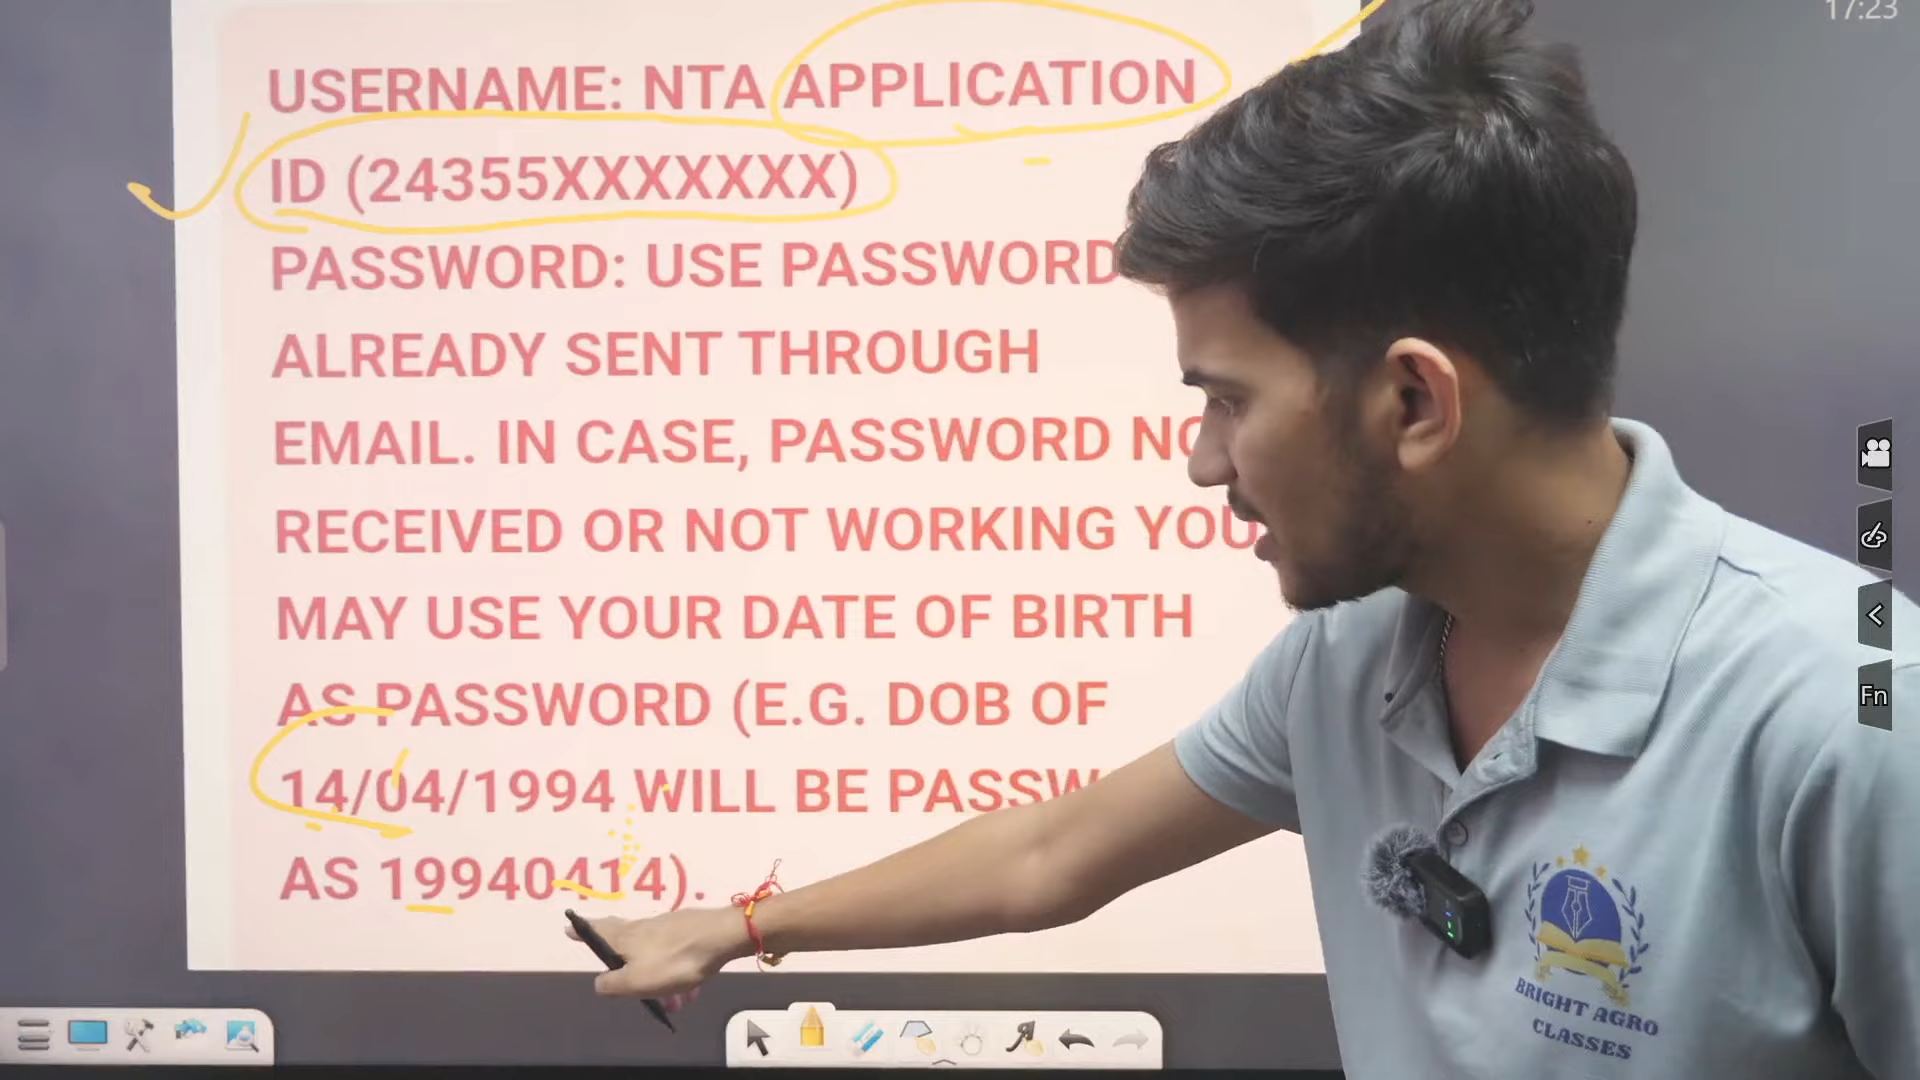 17:23
USERNAME: NTA APPLICATION
ID (24355XXXXXXX)
PASSWORD: USE PASSWORD
ALREADY SENT THROUGH
EMAIL. IN CASE, PASSWORD
RECEIVED OR NOT WORKING YOU
MAY USE YOUR DATE OF BIRTH
AS PASSWORD (E.G. DOB OF
14/04/1994 WILL BE
AS 19940414).
Fn
BRIGHT AGRO
CLASSES